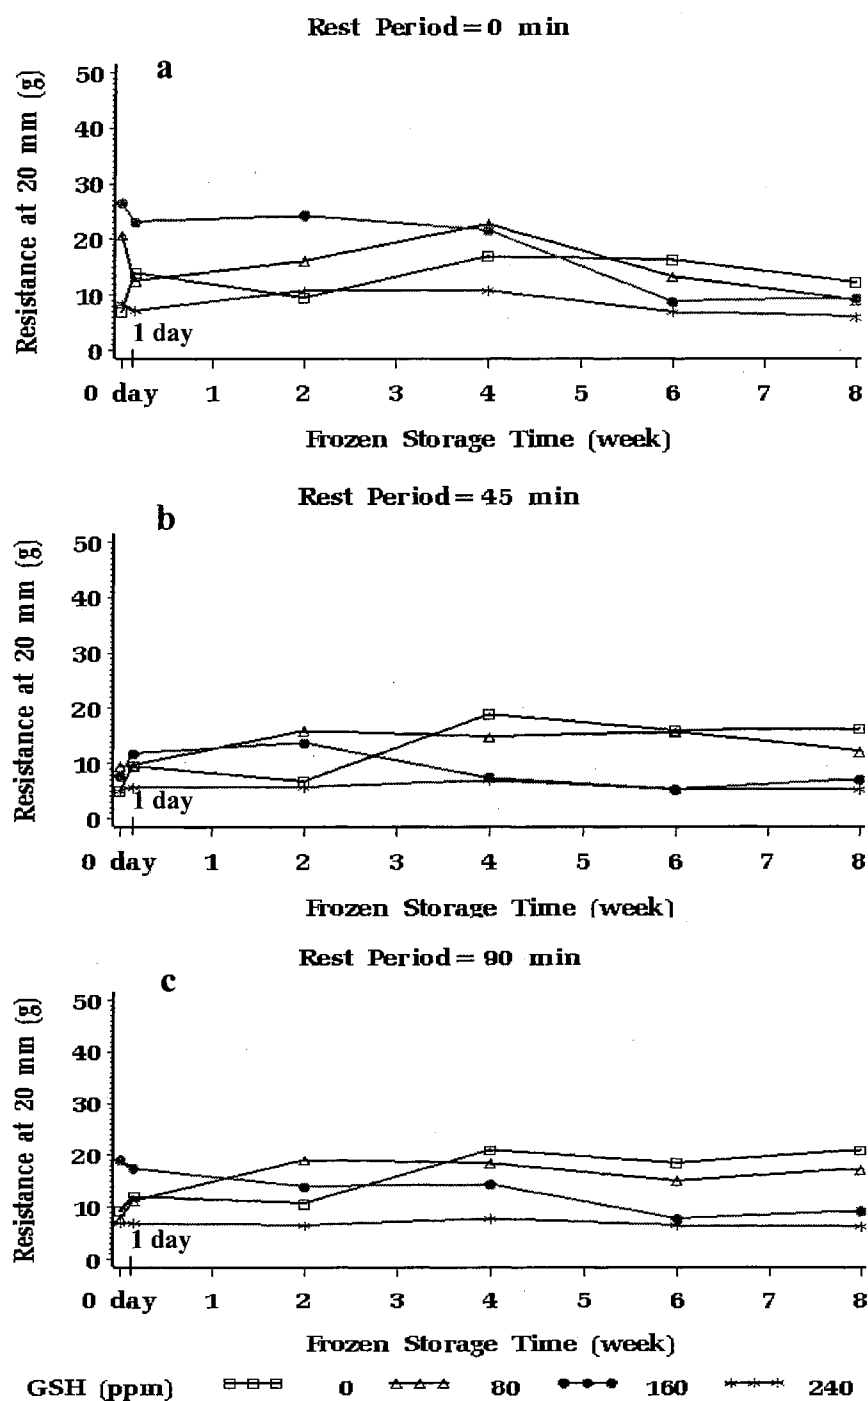 Rest Period=0 min
a
Resistance at 20 mm (g)
50
40
30
20
10
0
1 day
0 day 1 2 3 4 5 6 7 8
Frozen Storage Time (week)
Rest Period=45 min
b
Resistance at 20 mm (g)
50
40
30
20
10
0
1 day
0 day 1 2 3 4 5 6 7 8
Frozen Storage Time (week)
Rest Period=90 min
c
Resistance at 20 mm (g)
50
40
30
20
10
0
1 day
0 day 1 2 3 4 5 6 7 8
Frozen Storage Time (week)
GSH (ppm) 0 80 160 240